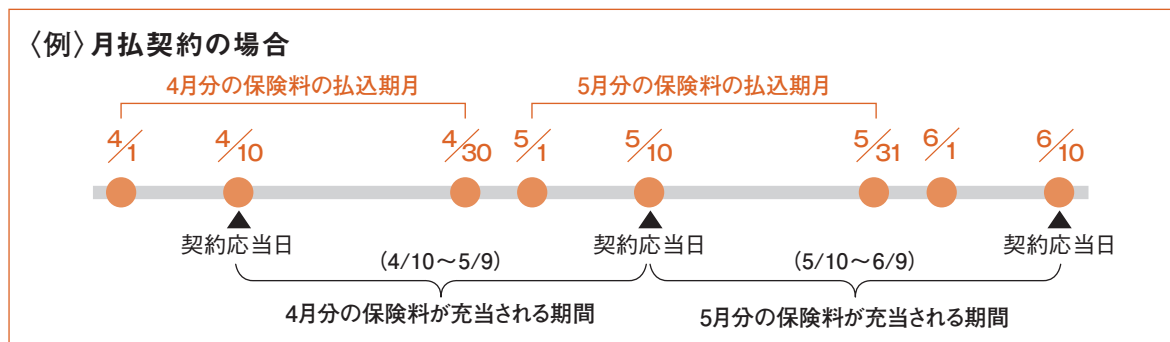 〈例〉月払契約の場合
4月分の保険料の払込期月 5月分の保険料の払込期月
4/1 4/10 4/30 5/1 5/10 5/31 6/1 6/10
契約応当日 契約応当日 契約応当日
(4/10～5/9) (5/10～6/9)
4月分の保険料が充当される期間 5月分の保険料が充当される期間